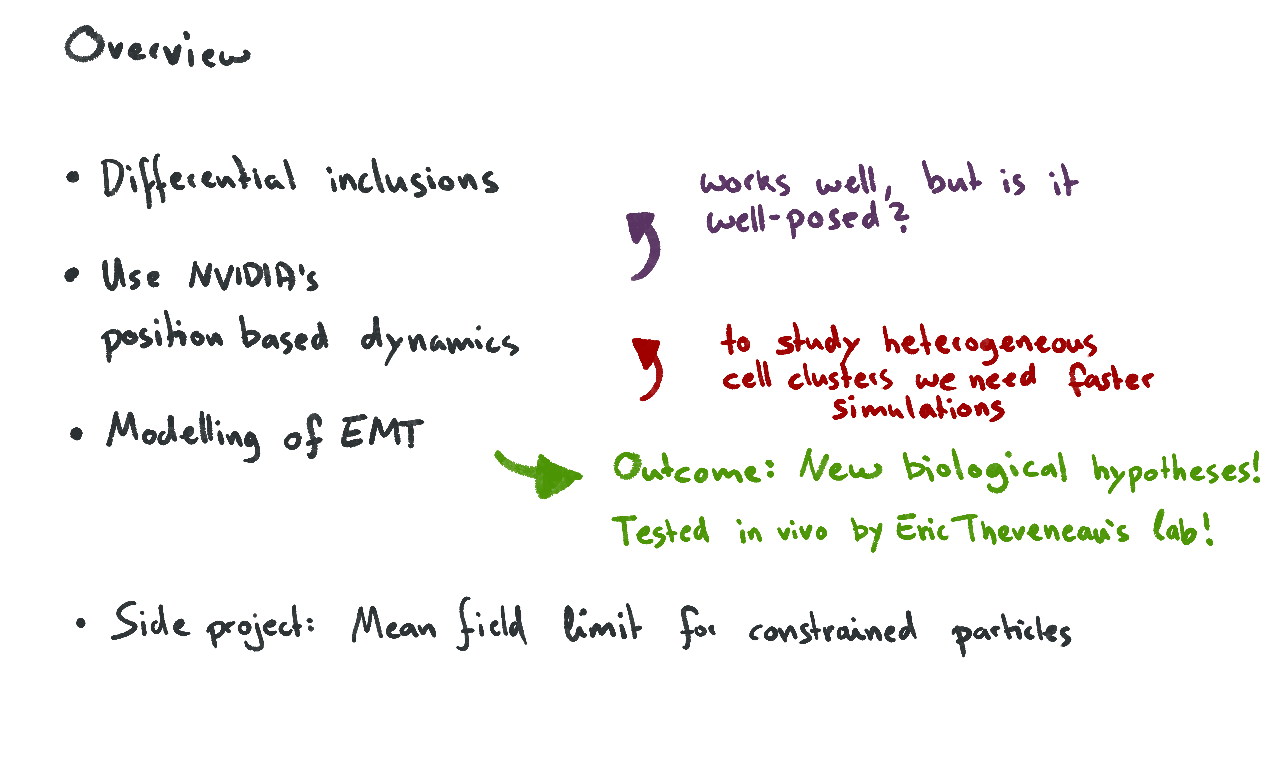 Overview
• Differential inclusions
works well, but is it
well-posed?
• Use NVIDIA's
position based dynamics
to study heterogeneous
cell clusters we need faster
simulations
• Modelling of EMT
Outcome: New biological hypotheses!
Tested in vivo by Eric Theveneau's lab!
• Side project: Mean field limit for constrained particles